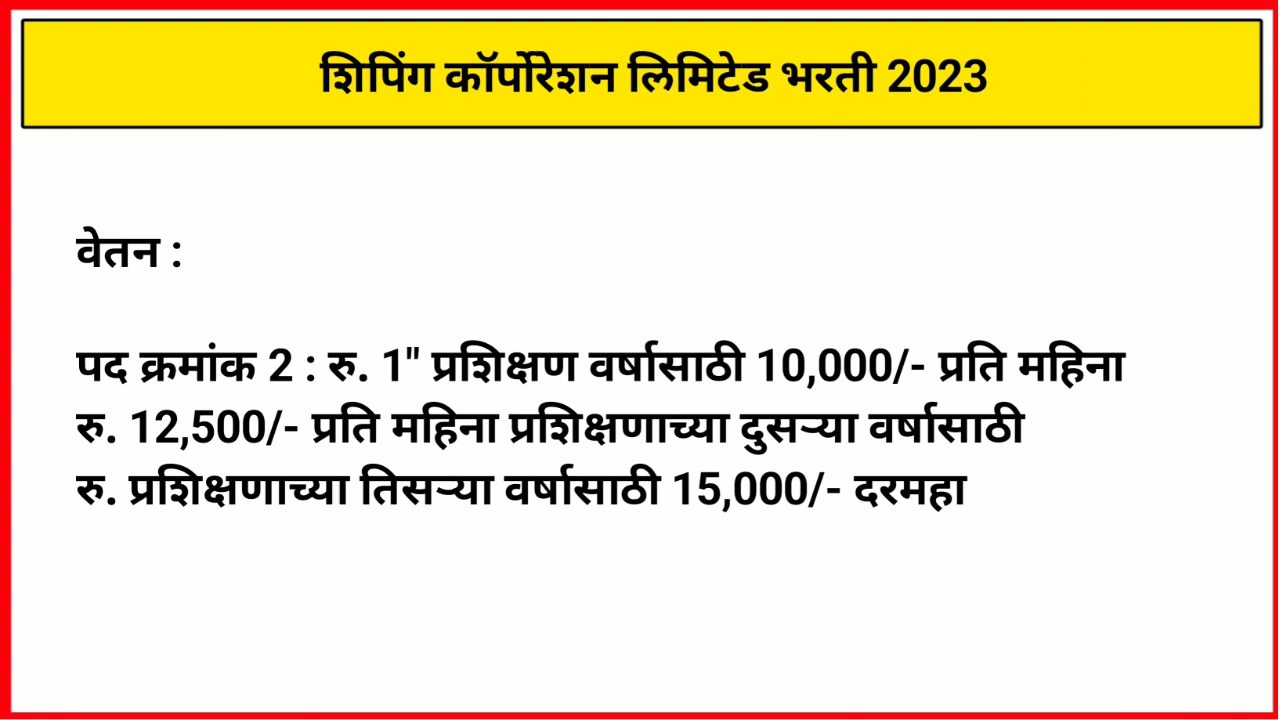 शिपिंग कॉर्पोरेशन लिमिटेड भरती 2023
वेतन :
पद क्रमांक 2 : रु. 1" प्रशिक्षण वर्षासाठी 10,000/- प्रति महिना
रु. 12,500/- प्रति महिना प्रशिक्षणाच्या दुसऱ्या वर्षासाठी
रु. प्रशिक्षणाच्या तिसऱ्या वर्षासाठी 15,000/- दरमहा